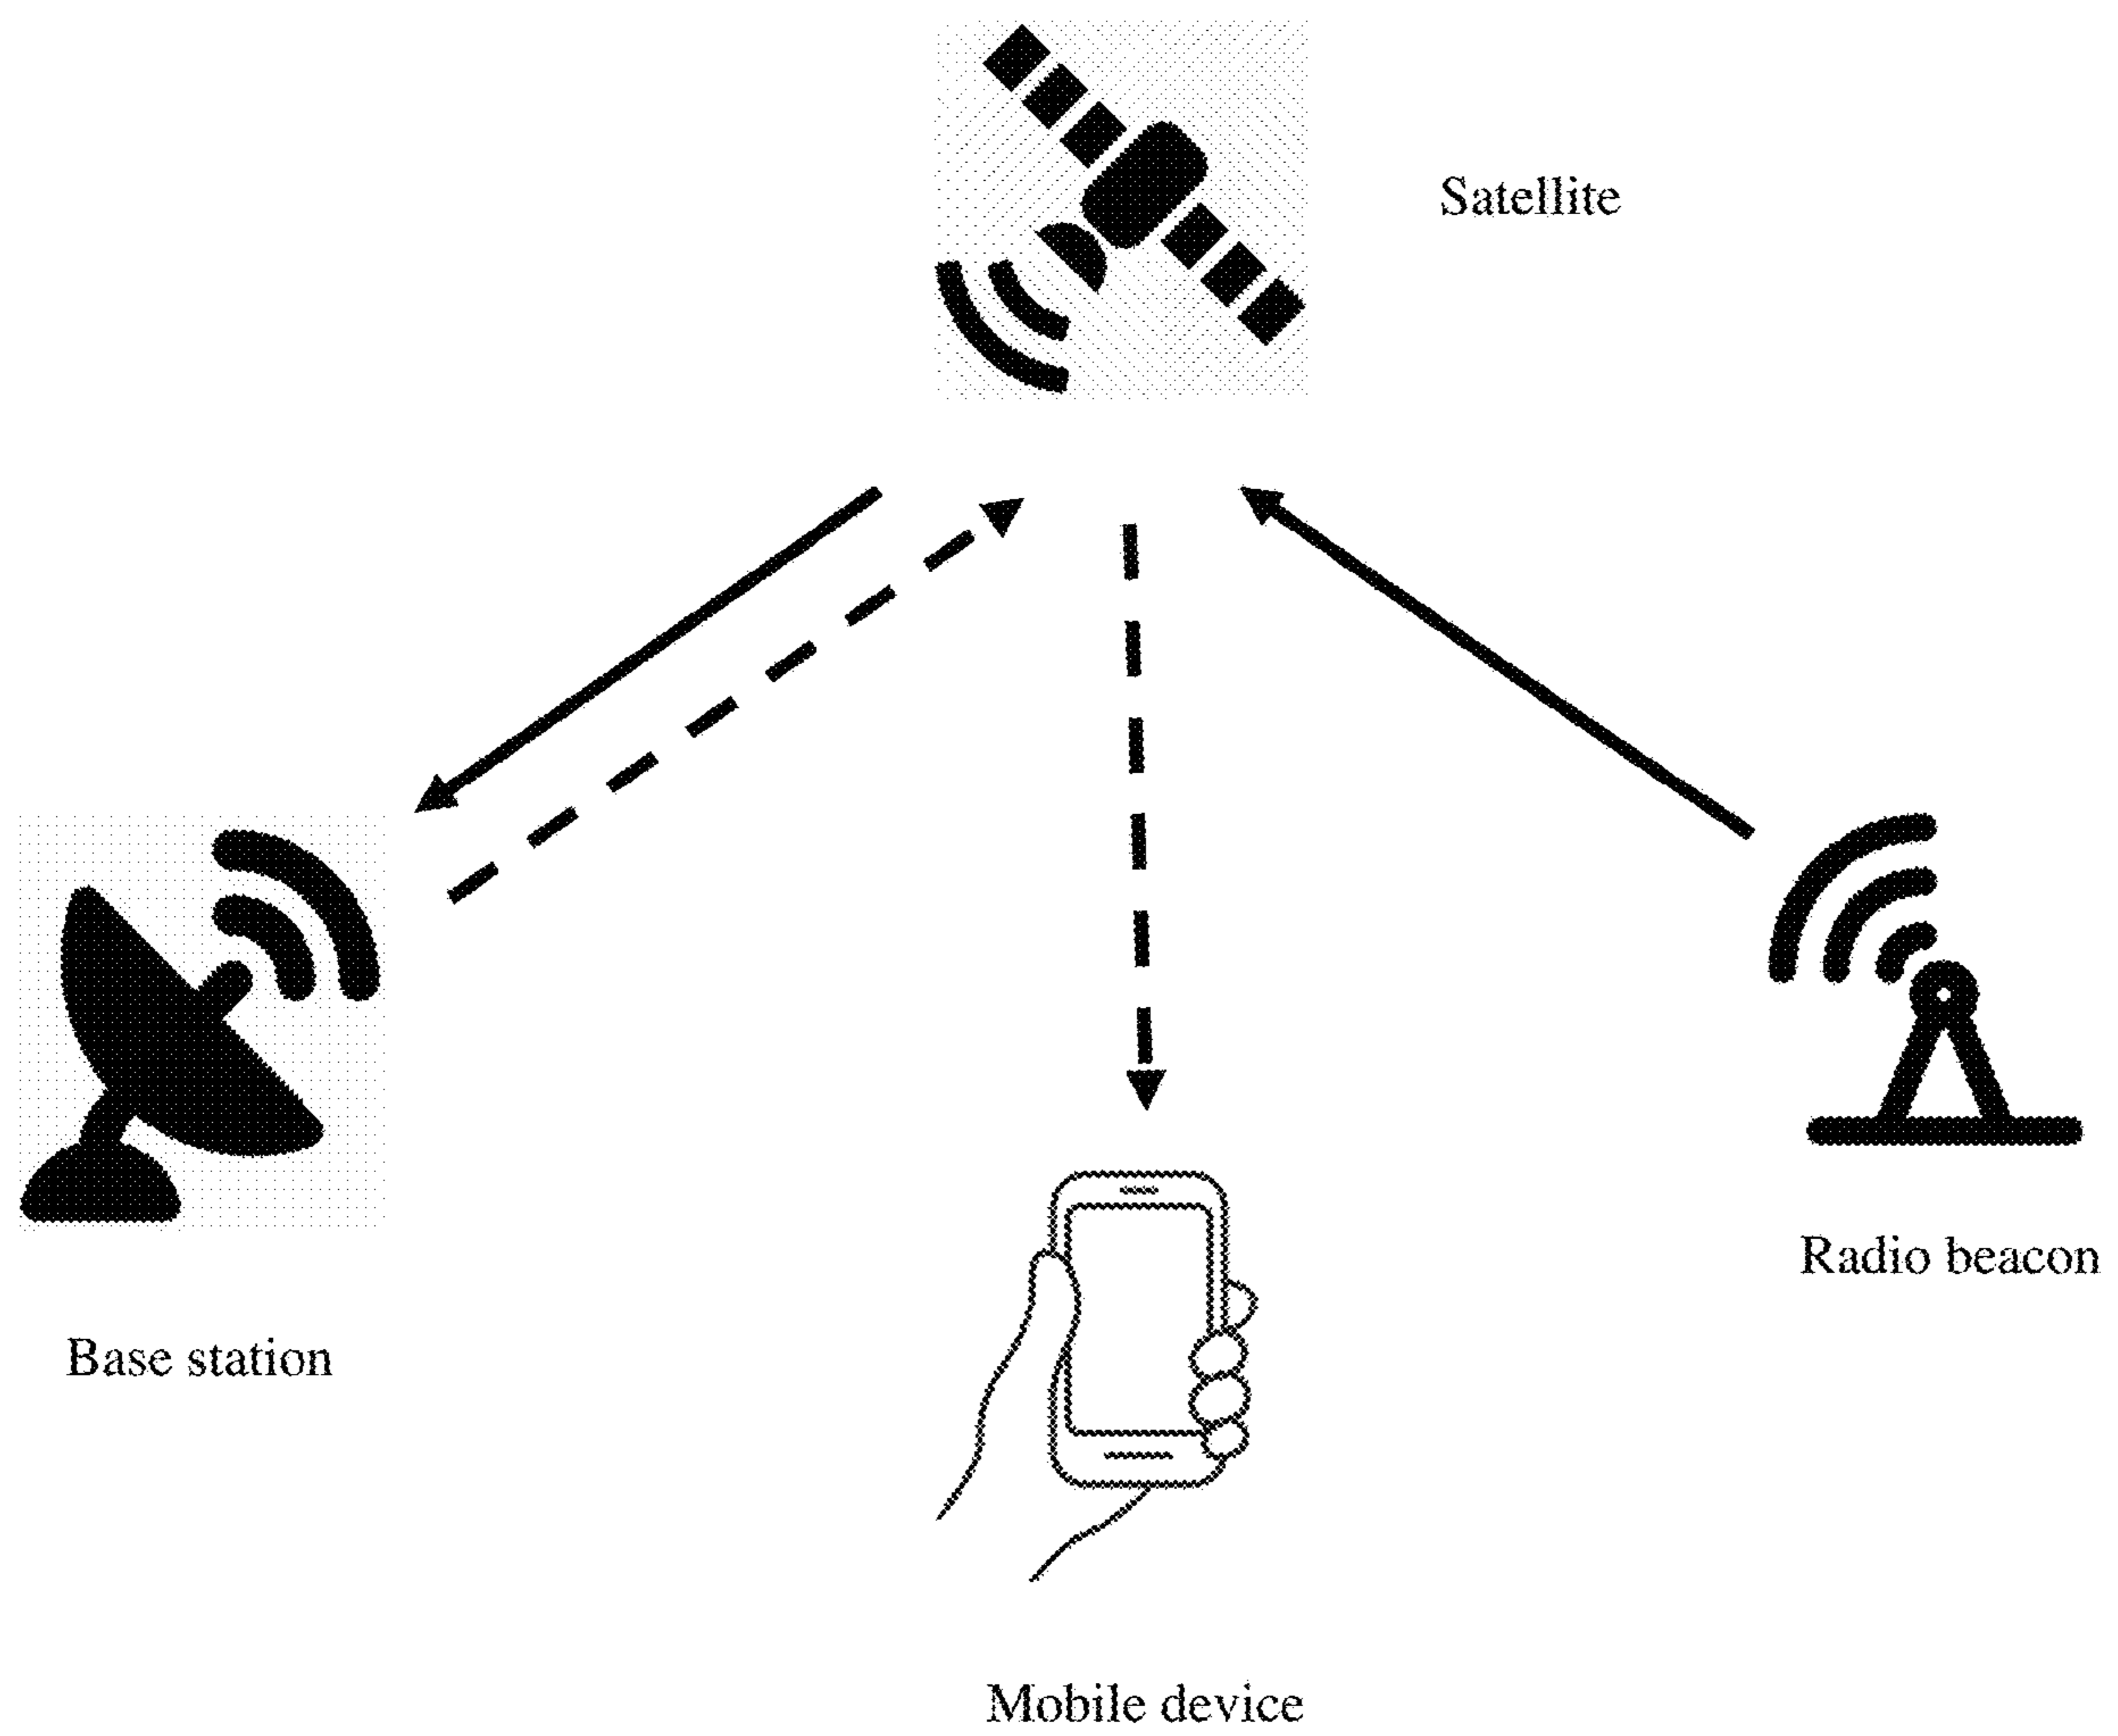 Satellite
Radio beacon
Base station
Mobile device